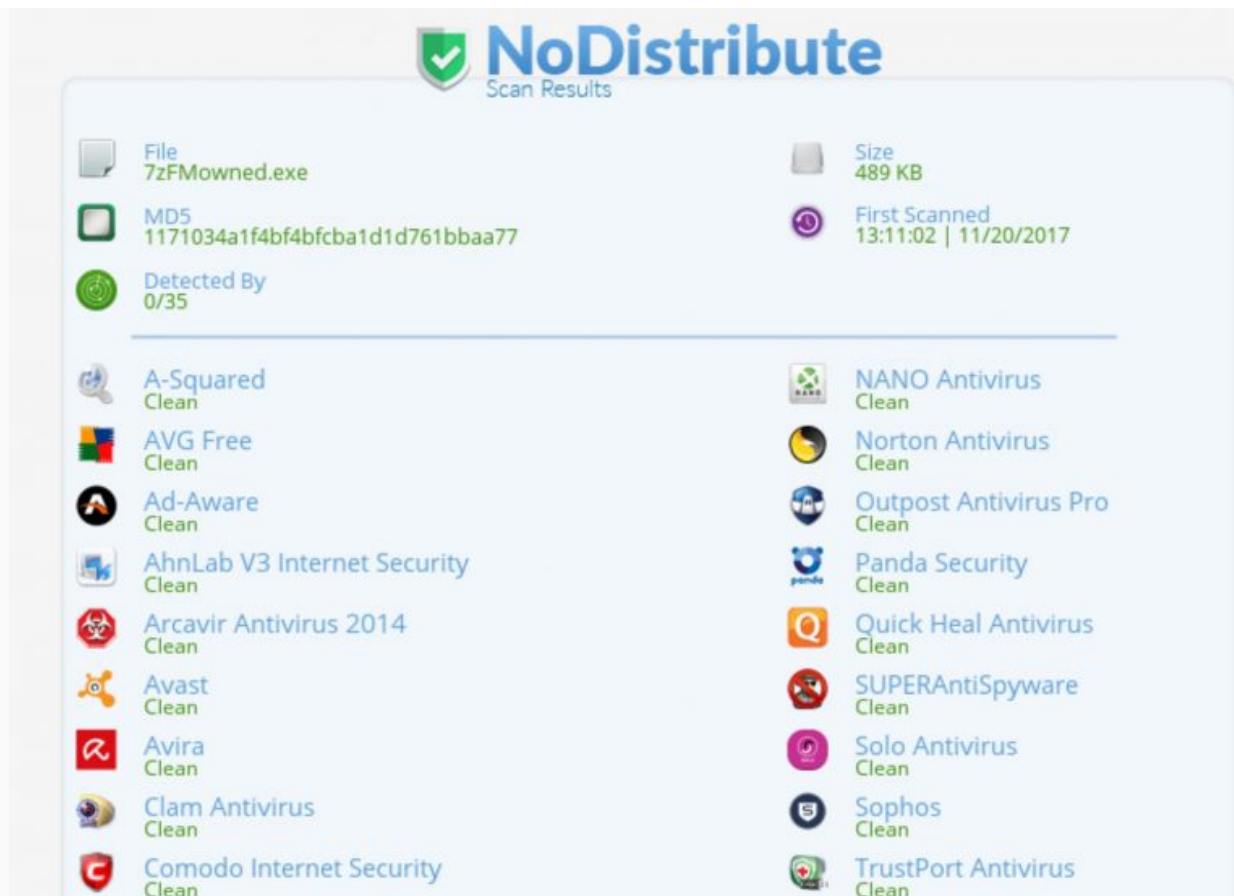 NoDistribute
Scan Results
File
7zFMowned.exe
Size
489 KB
MD5
1171034a1f4bf4bfcba1d1d761bbaa77
First Scanned
13:11:02 | 11/20/2017
Detected By
0/35
A-Squared
Clean
NANO Antivirus
Clean
AVG Free
Clean
Norton Antivirus
Clean
Ad-Aware
Clean
Outpost Antivirus Pro
Clean
AhnLab V3 Internet Security
Clean
Panda Security
Clean
Arcavir Antivirus 2014
Clean
Quick Heal Antivirus
Clean
Avast
Clean
SUPERAntiSpyware
Clean
Avira
Clean
Solo Antivirus
Clean
Clam Antivirus
Clean
Sophos
Clean
Comodo Internet Security
Clean
TrustPort Antivirus
Clean